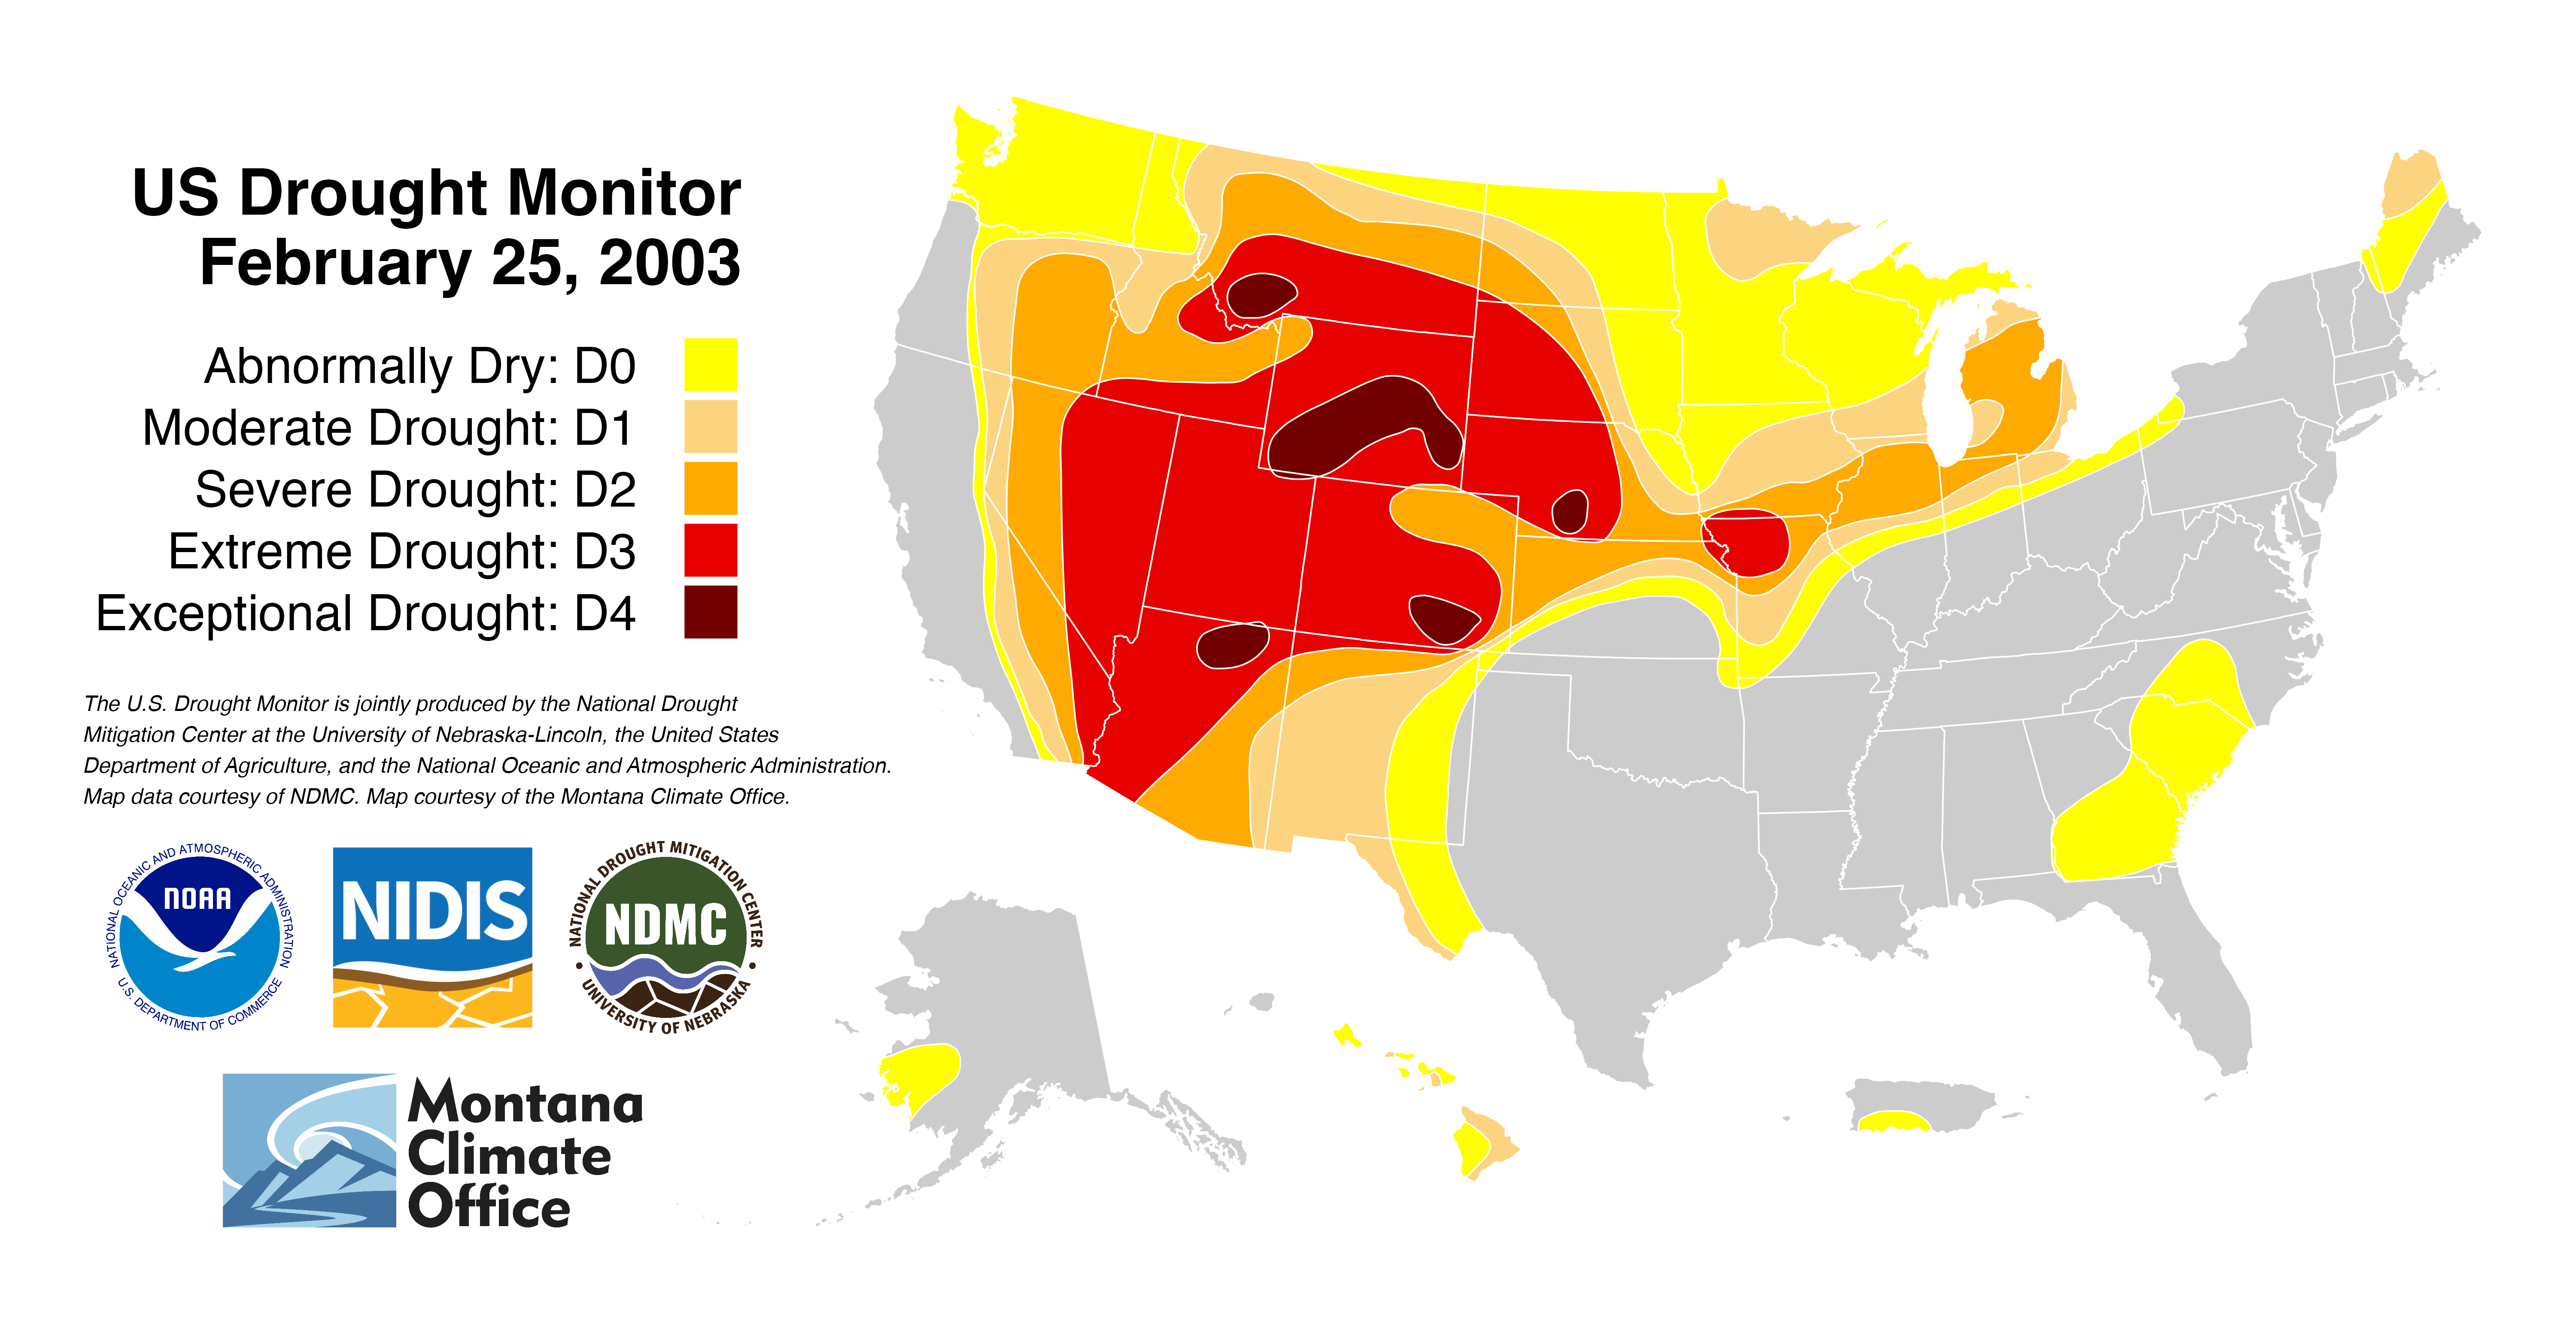 US Drought Monitor
February 25, 2003
Abnormally Dry: D0
Moderate Drought: D1
Severe Drought: D2
Extreme Drought: D3
Exceptional Drought: D4
The U.S. Drought Monitor is jointly produced by the National Drought
Mitigation Center at the University of Nebraska-Lincoln, the United States
Department of Agriculture, and the National Oceanic and Atmospheric Administration.
Map data courtesy of NDMC. Map courtesy of the Montana Climate Office.
NATIONAL OCEANIC AND ATMOSPHERIC ADMINISTRATION
NOAA
U.S. DEPARTMENT OF COMMERCE
NIDIS
NATIONAL DROUGHT MITIGATION CENTER
NDMC
• UNIVERSITY OF NEBRASKA •
Montana
Climate
Office